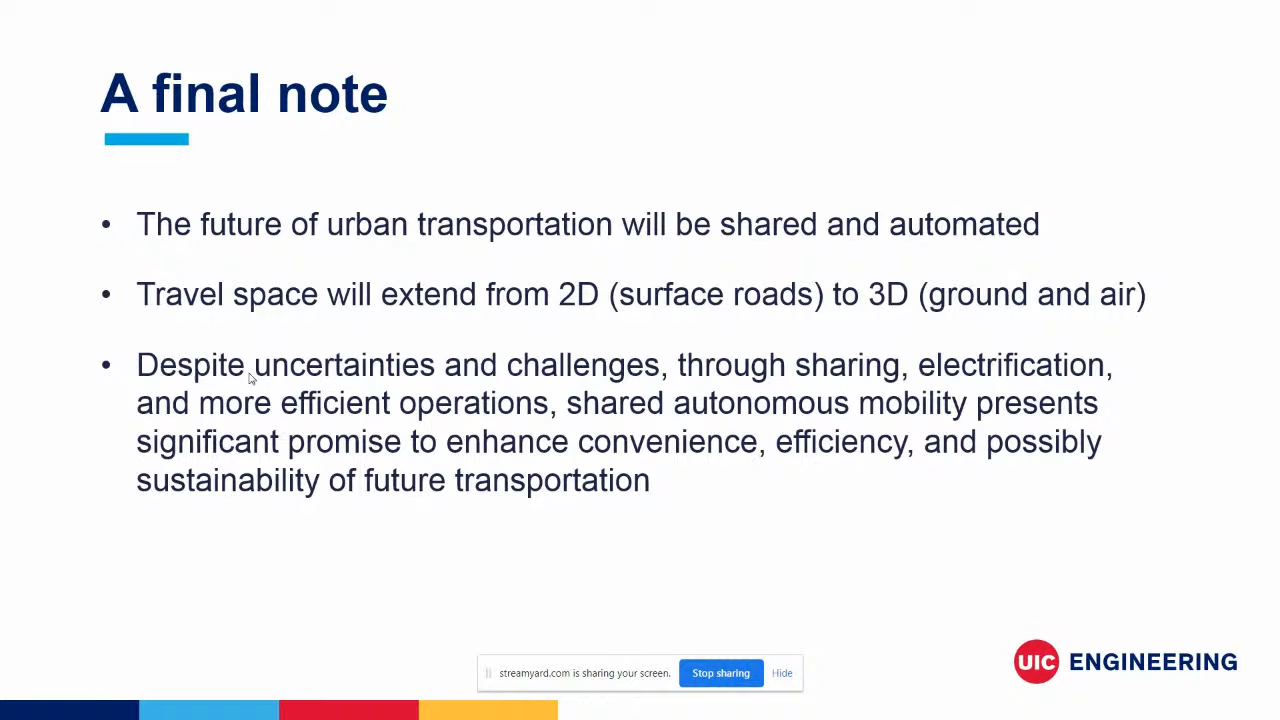 A final note
• The future of urban transportation will be shared and automated
• Travel space will extend from 2D (surface roads) to 3D (ground and air)
• Despite uncertainties and challenges, through sharing, electrification,
and more efficient operations, shared autonomous mobility presents
significant promise to enhance convenience, efficiency, and possibly
sustainability of future transportation
UIC ENGINEERING
streamyard.com is sharing your screen. Stop sharing Hide